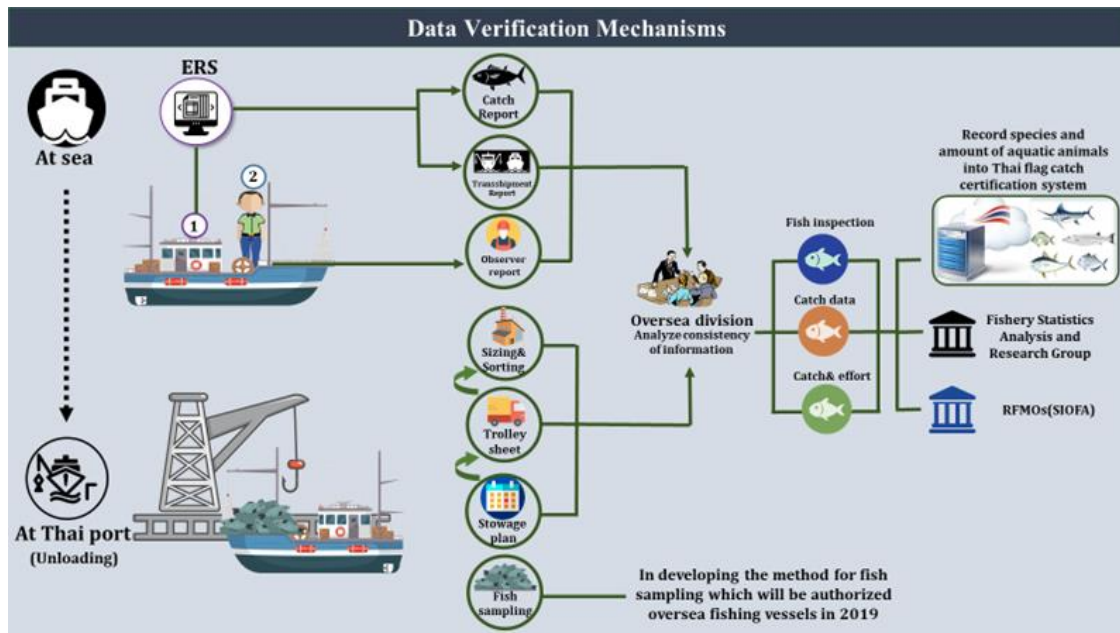 Data Verification Mechanisms
ERS
At sea
1
2
Catch
Report
Transshipment
Report
Observer
report
At Thai port
(Unloading)
Sizing&
Sorting
Trolley
sheet
Stowage
plan
Fish
sampling
Oversea division
Analyze consistency
of information
Fish inspection
Catch data
Catch& effort
Record species and
amount of aquatic animals
into Thai flag catch
certification system
Fishery Statistics
Analysis and
Research Group
RFMOs(SIOFA)
In developing the method for fish
sampling which will be authorized
oversea fishing vessels in 2019